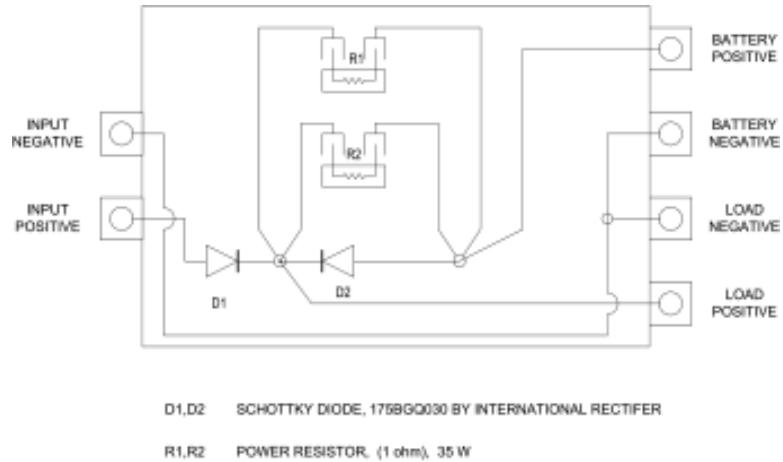 R1
BATTERY
POSITIVE
INPUT
NEGATIVE
BATTERY
NEGATIVE
R2
INPUT
POSITIVE
LOAD
NEGATIVE
D1
D2
LOAD
POSITIVE
D1,D2 SCHOTTKY DIODE, 175BGQ030 BY INTERNATIONAL RECTIFER
R1,R2 POWER RESISTOR, (1 ohm), 35 W